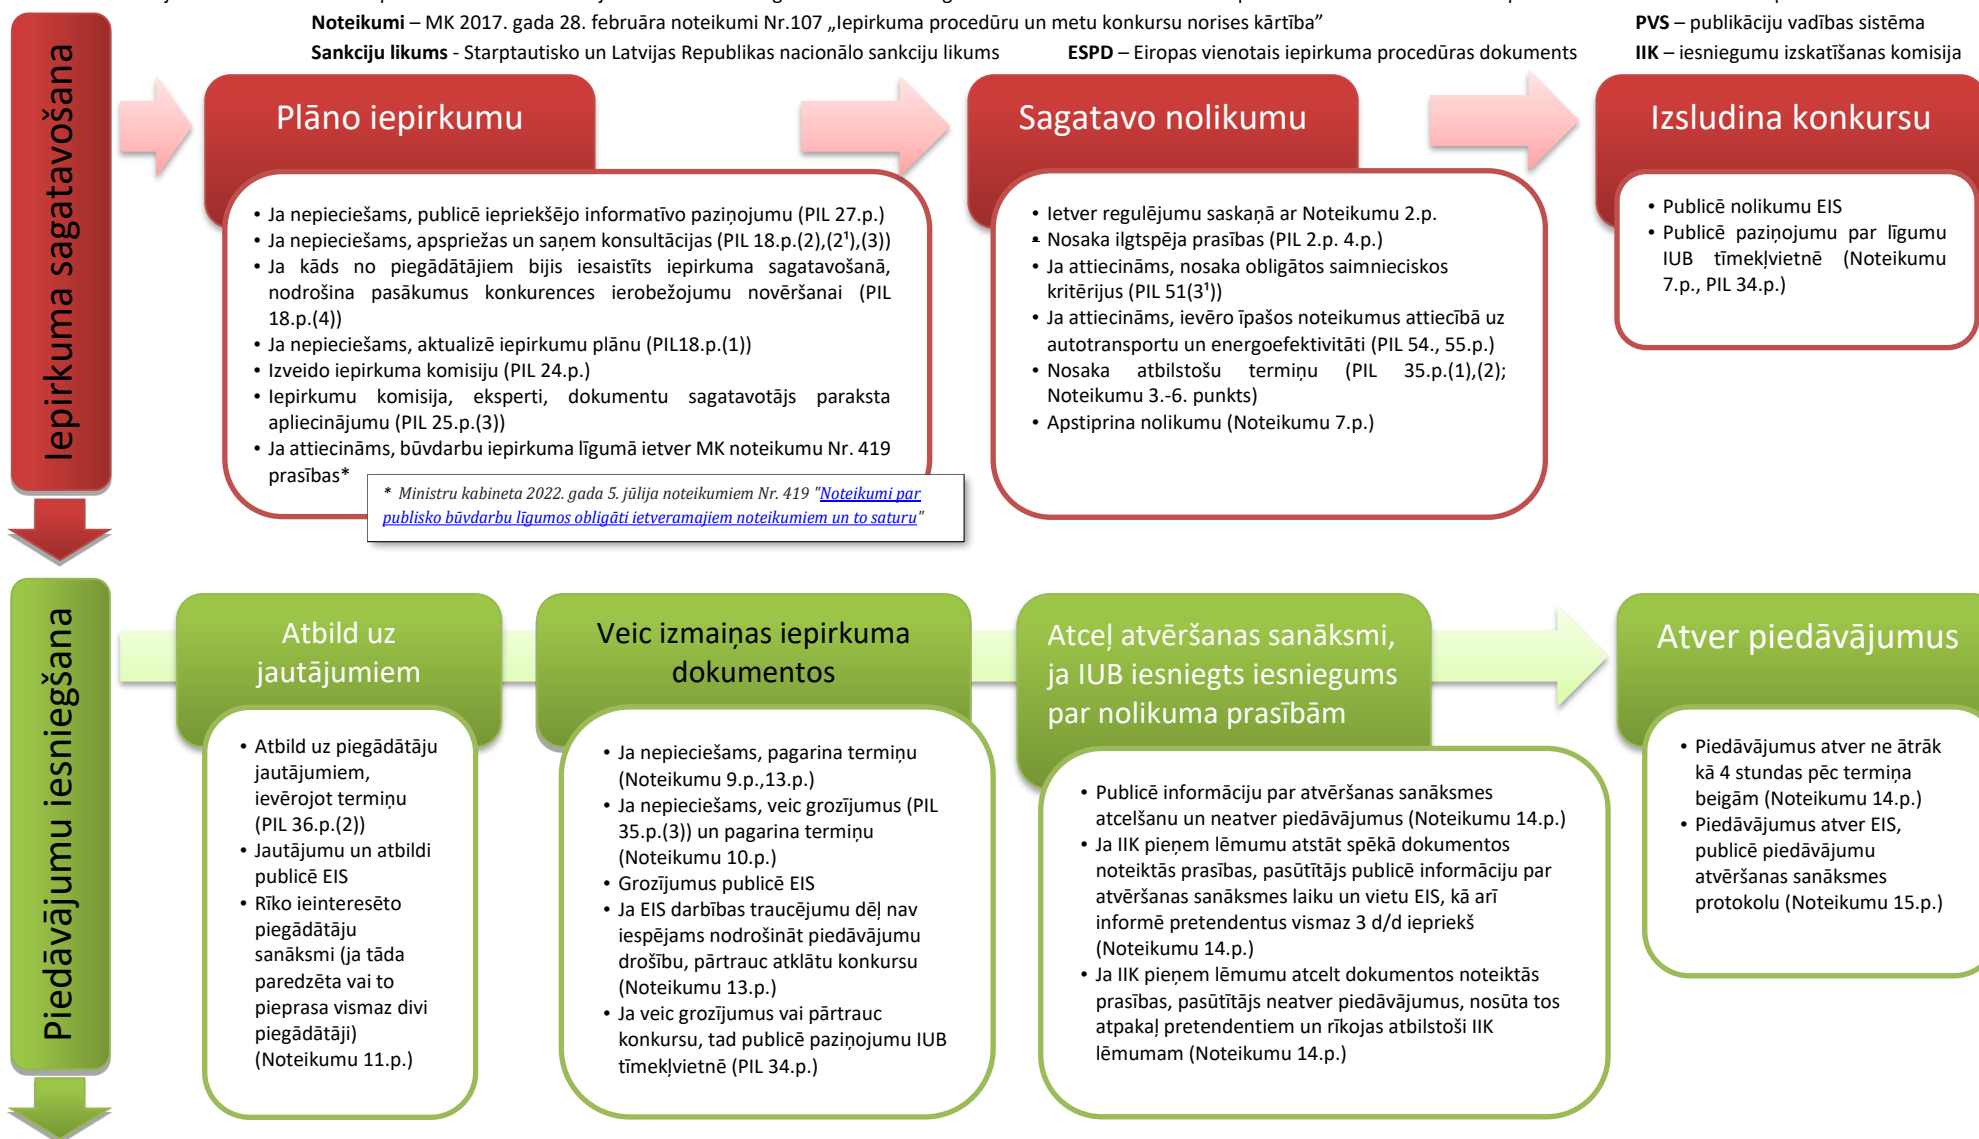 Noteikumi – MK 2017. gada 28. februāra noteikumi Nr.107 „Iepirkuma procedūru un metu konkursu norises kārtība”
PVS – publikāciju vadības sistēma
Sankciju likums - Starptautisko un Latvijas Republikas nacionālo sankciju likums
ESPD – Eiropas vienotais iepirkuma procedūras dokuments
IIK – iesniegumu izskatīšanas komisija
Iepirkuma sagatavošana
Plāno iepirkumu
• Ja nepieciešams, publicē iepriekšējo informatīvo paziņojumu (PIL 27.p.)
• Ja nepieciešams, apspriežas un saņem konsultācijas (PIL 18.p.(2),(2¹),(3))
• Ja kāds no piegādātājiem bijis iesaistīts iepirkuma sagatavošanā,
nodrošina pasākumus konkurences ierobežojumu novēršanai (PIL
18.p.(4))
• Ja nepieciešams, aktualizē iepirkumu plānu (PIL18.p.(1))
• Izveido iepirkuma komisiju (PIL 24.p.)
• Iepirkumu komisija, eksperti, dokumentu sagatavotājs paraksta
apliecinājumu (PIL 25.p.(3))
• Ja attiecināms, būvdarbu iepirkuma līgumā ietver MK noteikumu Nr. 419
prasības*
* Ministru kabineta 2022. gada 5. jūlija noteikumiem Nr. 419 "Noteikumi par
publisko būvdarbu līgumos obligāti ietveramajiem noteikumiem un to saturu"
Sagatavo nolikumu
• Ietver regulējumu saskaņā ar Noteikumu 2.p.
• Nosaka ilgtspēja prasības (PIL 2.p. 4.p.)
• Ja attiecināms, nosaka obligātos saimnieciskos
kritērijus (PIL 51(3¹))
• Ja attiecināms, ievēro īpašos noteikumus attiecībā uz
autotransportu un energoefektivitāti (PIL 54., 55.p.)
• Nosaka atbilstošu termiņu (PIL 35.p.(1),(2);
Noteikumu 3.-6. punkts)
• Apstiprina nolikumu (Noteikumu 7.p.)
Izsludina konkursu
• Publicē nolikumu EIS
• Publicē paziņojumu par līgumu
IUB tīmekļvietnē (Noteikumu
7.p., PIL 34.p.)
Piedāvājumu iesniegšana
Atbild uz
jautājumiem
• Atbild uz piegādātāju
jautājumiem,
ievērojot termiņu
(PIL 36.p.(2))
• Jautājumu un atbildi
publicē EIS
• Rīko ieinteresēto
piegādātāju
sanāksmi (ja tāda
paredzēta vai to
pieprasa vismaz divi
piegādātāji)
(Noteikumu 11.p.)
Veic izmaiņas iepirkuma
dokumentos
• Ja nepieciešams, pagarina termiņu
(Noteikumu 9.p.,13.p.)
• Ja nepieciešams, veic grozījumus (PIL
35.p.(3)) un pagarina termiņu
(Noteikumu 10.p.)
• Grozījumus publicē EIS
• Ja EIS darbības traucējumu dēļ nav
iespējams nodrošināt piedāvājumu
drošību, pārtrauc atklātu konkursu
(Noteikumu 13.p.)
• Ja veic grozījumus vai pārtrauc
konkursu, tad publicē paziņojumu IUB
tīmekļvietnē (PIL 34.p.)
Atceļ atvēršanas sanāksmi,
ja IUB iesniegts iesniegums
par nolikuma prasībām
• Publicē informāciju par atvēršanas sanāksmes
atcelšanu un neatver piedāvājumus (Noteikumu 14.p.)
• Ja IIK pieņem lēmumu atstāt spēkā dokumentos
noteiktās prasības, pasūtītājs publicē informāciju par
atvēršanas sanāksmes laiku un vietu EIS, kā arī
informē pretendentus vismaz 3 d/d iepriekš
(Noteikumu 14.p.)
• Ja IIK pieņem lēmumu atcelt dokumentos noteiktās
prasības, pasūtītājs neatver piedāvājumus, nosūta tos
atpakaļ pretendentiem un rīkojas atbilstoši IIK
lēmumam (Noteikumu 14.p.)
Atver piedāvājumus
• Piedāvājumus atver ne ātrāk
kā 4 stundas pēc termiņa
beigām (Noteikumu 14.p.)
• Piedāvājumus atver EIS,
publicē piedāvājumu
atvēršanas sanāksmes
protokolu (Noteikumu 15.p.)